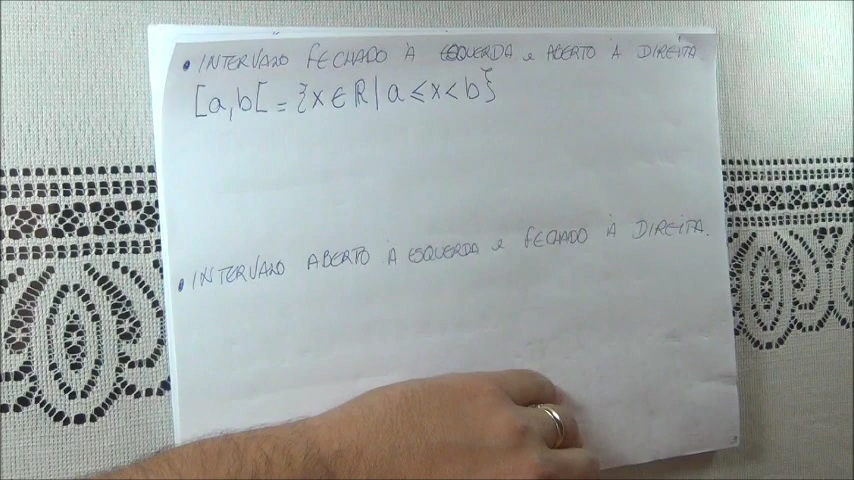 • INTERVALO FECHADO À ESQUERDA e ABERTO À DIREITA.
[a,b[ = {x ∈ ℝ | a ≤ x < b}
• INTERVALO ABERTO À ESQUERDA e FECHADO À DIREITA.